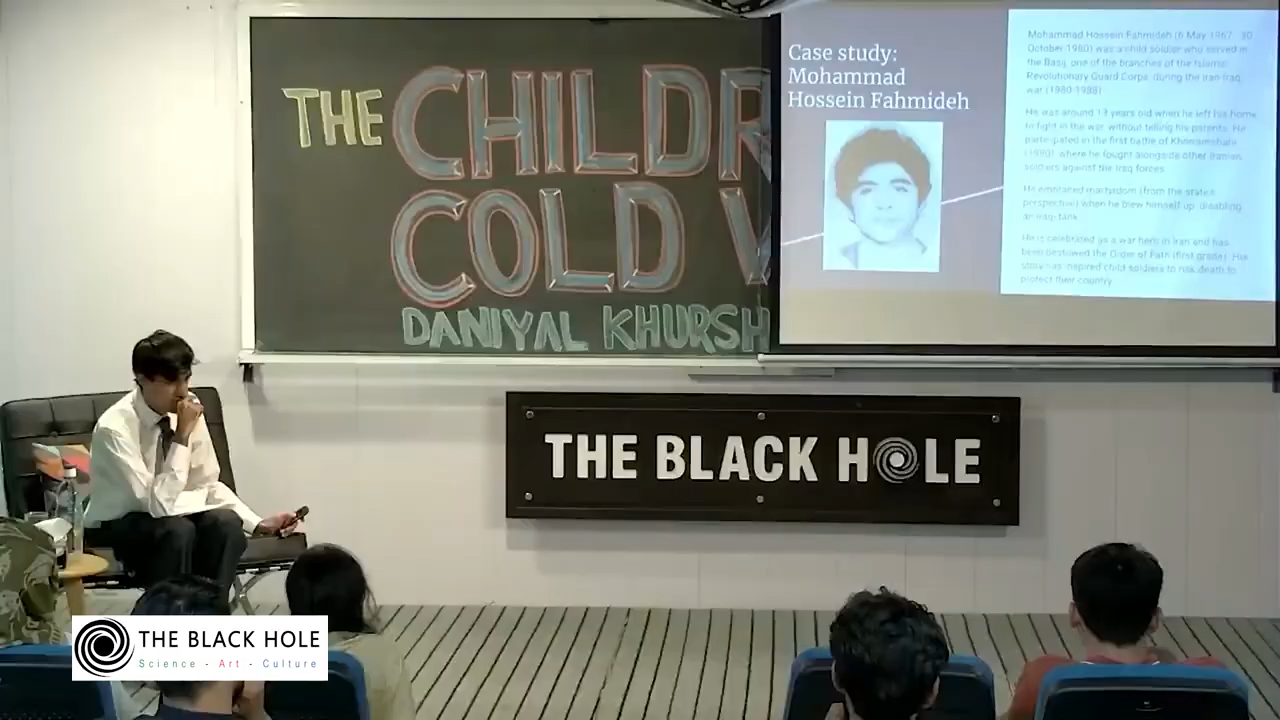 THE CHILDR
COLD W
DANIYAL KHURSH
Case study:
Mohammad
Hossein Fahmideh
Mohammad Hossein Fahmideh (6 May 1967 30
October 1980) was a child soldier who served in
the Basij, one of the branches of the Islamic
Revolutionary Guard Corps, during the Iran-Iraq
war (1980-1988)
He was around 13 years old when he left his home
to fight in the war without telling his parents. He
participated in the first battle of Khorramshahr
(1980) where he fought alongside other Iranian
soldiers against the Iraq forces
He embraced martyrdom (from the state's
perspective) when he blew himself up, disabling
an Iraqi tank
He is celebrated as a war hero in Iran and has
been bestowed the Order of Fath (first grade). His
story has inspired child soldiers to risk death to
protect their country.
THE BLACK HOLE
THE BLACK HOLE
Science - Art - Culture